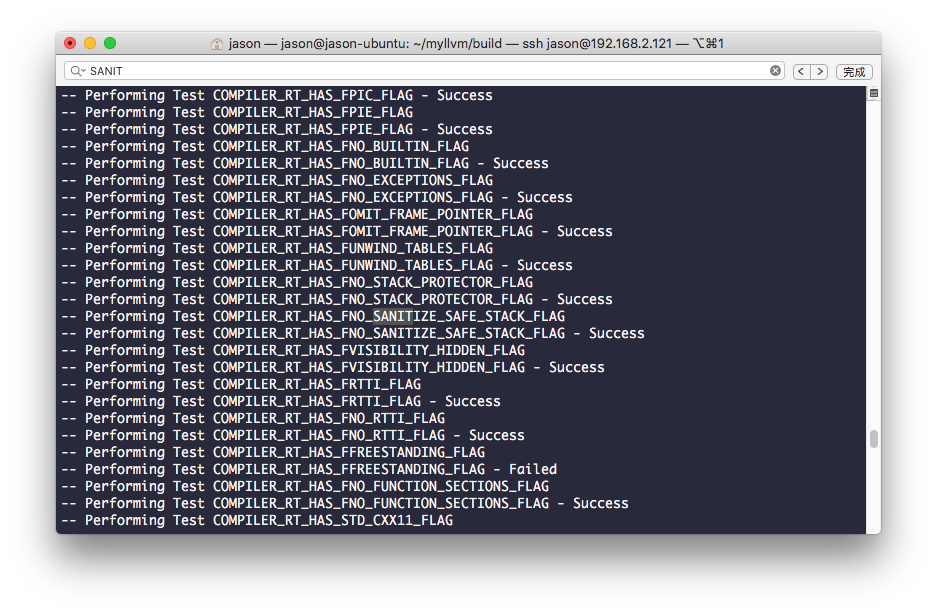 jason — jason@jason-ubuntu: ~/myllvm/build — ssh jason@192.168.2.121 — ⌥⌘1
SANIT
< > 完成
-- Performing Test COMPILER_RT_HAS_FPIC_FLAG - Success
-- Performing Test COMPILER_RT_HAS_FPIE_FLAG
-- Performing Test COMPILER_RT_HAS_FPIE_FLAG - Success
-- Performing Test COMPILER_RT_HAS_FNO_BUILTIN_FLAG
-- Performing Test COMPILER_RT_HAS_FNO_BUILTIN_FLAG - Success
-- Performing Test COMPILER_RT_HAS_FNO_EXCEPTIONS_FLAG
-- Performing Test COMPILER_RT_HAS_FNO_EXCEPTIONS_FLAG - Success
-- Performing Test COMPILER_RT_HAS_FOMIT_FRAME_POINTER_FLAG
-- Performing Test COMPILER_RT_HAS_FOMIT_FRAME_POINTER_FLAG - Success
-- Performing Test COMPILER_RT_HAS_FUNWIND_TABLES_FLAG
-- Performing Test COMPILER_RT_HAS_FUNWIND_TABLES_FLAG - Success
-- Performing Test COMPILER_RT_HAS_FNO_STACK_PROTECTOR_FLAG
-- Performing Test COMPILER_RT_HAS_FNO_STACK_PROTECTOR_FLAG - Success
-- Performing Test COMPILER_RT_HAS_FNO_SANITIZE_SAFE_STACK_FLAG
-- Performing Test COMPILER_RT_HAS_FNO_SANITIZE_SAFE_STACK_FLAG - Success
-- Performing Test COMPILER_RT_HAS_FVISIBILITY_HIDDEN_FLAG
-- Performing Test COMPILER_RT_HAS_FVISIBILITY_HIDDEN_FLAG - Success
-- Performing Test COMPILER_RT_HAS_FRTTI_FLAG
-- Performing Test COMPILER_RT_HAS_FRTTI_FLAG - Success
-- Performing Test COMPILER_RT_HAS_FNO_RTTI_FLAG
-- Performing Test COMPILER_RT_HAS_FNO_RTTI_FLAG - Success
-- Performing Test COMPILER_RT_HAS_FFREESTANDING_FLAG
-- Performing Test COMPILER_RT_HAS_FFREESTANDING_FLAG - Failed
-- Performing Test COMPILER_RT_HAS_FNO_FUNCTION_SECTIONS_FLAG
-- Performing Test COMPILER_RT_HAS_FNO_FUNCTION_SECTIONS_FLAG - Success
-- Performing Test COMPILER_RT_HAS_STD_CXX11_FLAG